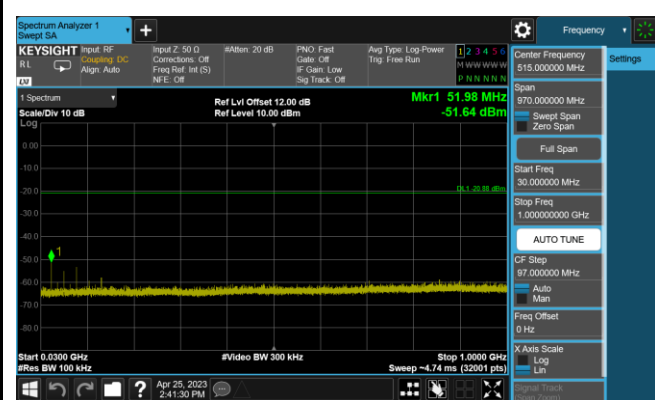 Spectrum Analyzer 1
Swept SA
Frequency
KEYSIGHT
Input: RF
Coupling: DC
Align: Auto
Input Z: 50 Ω
Corrections: Off
Freq Ref: Int (S)
NFE: Off
#Atten: 20 dB
PNO: Fast
Gate: Off
IF Gain: Low
Sig Track: Off
Avg Type: Log-Power
Trig: Free Run
1 2 3 4 5 6
M W W W W W
P N N N N N
R L
LXI
1 Spectrum
Scale/Div 10 dB
Log
Ref Lvl Offset 12.00 dB
Ref Level 10.00 dBm
Mkr1 51.98 MHz
-51.64 dBm
0.00
-10.0
-20.0
-30.0
-40.0
-50.0
-60.0
-70.0
-80.0
DL1 -20.98 dBm
1
Start 0.0300 GHz
#Res BW 100 kHz
#Video BW 300 kHz
Stop 1.0000 GHz
Sweep ~4.74 ms (32001 pts)
Apr 25, 2023
2:41:30 PM
Center Frequency
515.000000 MHz
Settings
Span
970.000000 MHz
Swept Span
Zero Span
Full Span
Start Freq
30.000000 MHz
Stop Freq
1.000000000 GHz
AUTO TUNE
CF Step
97.000000 MHz
Auto
Man
Freq Offset
0 Hz
X Axis Scale
Log
Lin
Signal Track
(Span Zoom)